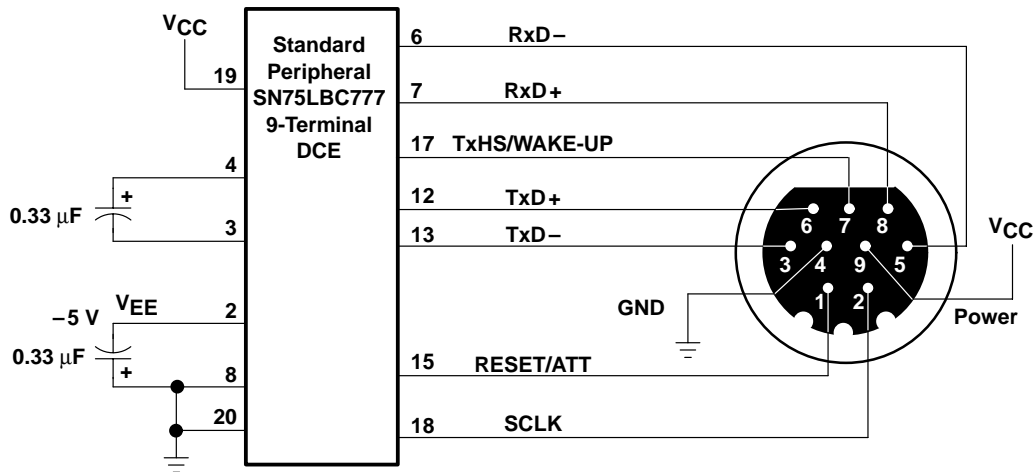 VCC
19
Standard
Peripheral
SN75LBC777
9-Terminal
DCE
6 RxD−
7 RxD+
17 TxHS/WAKE-UP
12 TxD+
13 TxD−
15 RESET/ATT
18 SCLK
4
+
0.33 μF
3
VEE
−5 V
2
0.33 μF
+
8
20
6
7
8
3
4
9
5
1
2
GND
VCC
Power